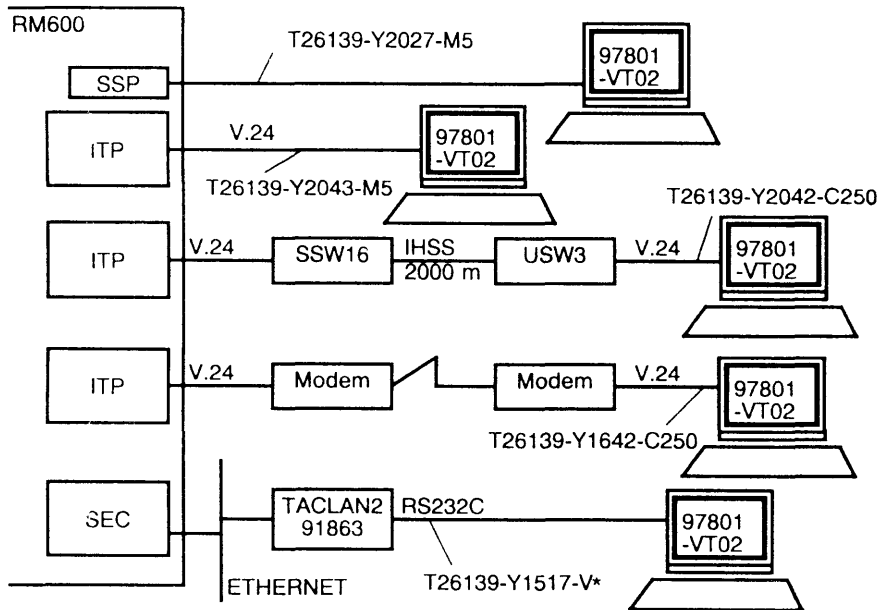 RM600
T26139-Y2027-M5
SSP
97801
-VT02
ITP
V.24
97801
-VT02
T26139-Y2043-M5
T26139-Y2042-C250
ITP
V.24
SSW16
IHSS
2000 m
USW3
V.24
97801
-VT02
ITP
V.24
Modem
Modem
V.24
97801
-VT02
T26139-Y1642-C250
SEC
TACLAN2
91863
RS232C
97801
-VT02
ETHERNET
T26139-Y1517-V*